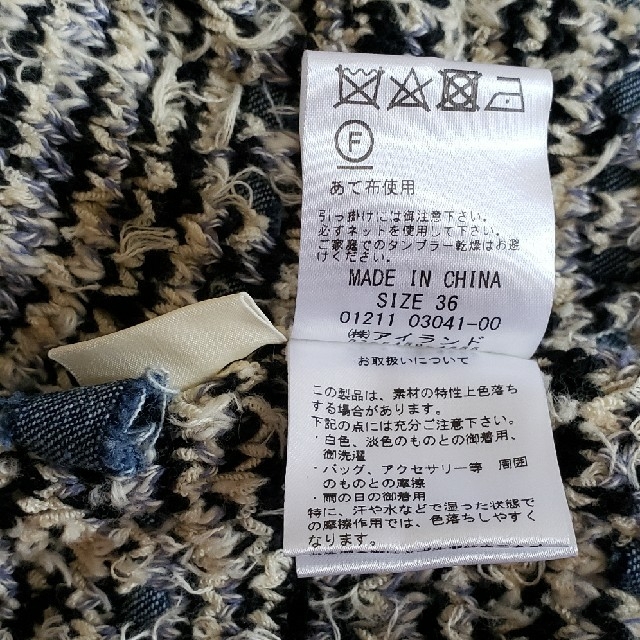 F
あて布使用
引っ掛けには御注意下さい。
必ずネットを使用して下さい。
ご家庭でのタンブラー乾燥はお避
けください。
MADE IN CHINA
SIZE 36
01211 03041-00
㈱アイランド
お取扱いについて
この製品は、素材の特性上色落ち
する場合があります。
下記の点には充分ご注意下さい。
・白色、淡色のものとの御着用、
御洗濯
・バッグ、アクセサリー等 周囲
のものとの摩擦
・雨の日の御着用
特に、汗や水などで湿った状態で
の摩擦作用では、色落ちしやすく
なります。